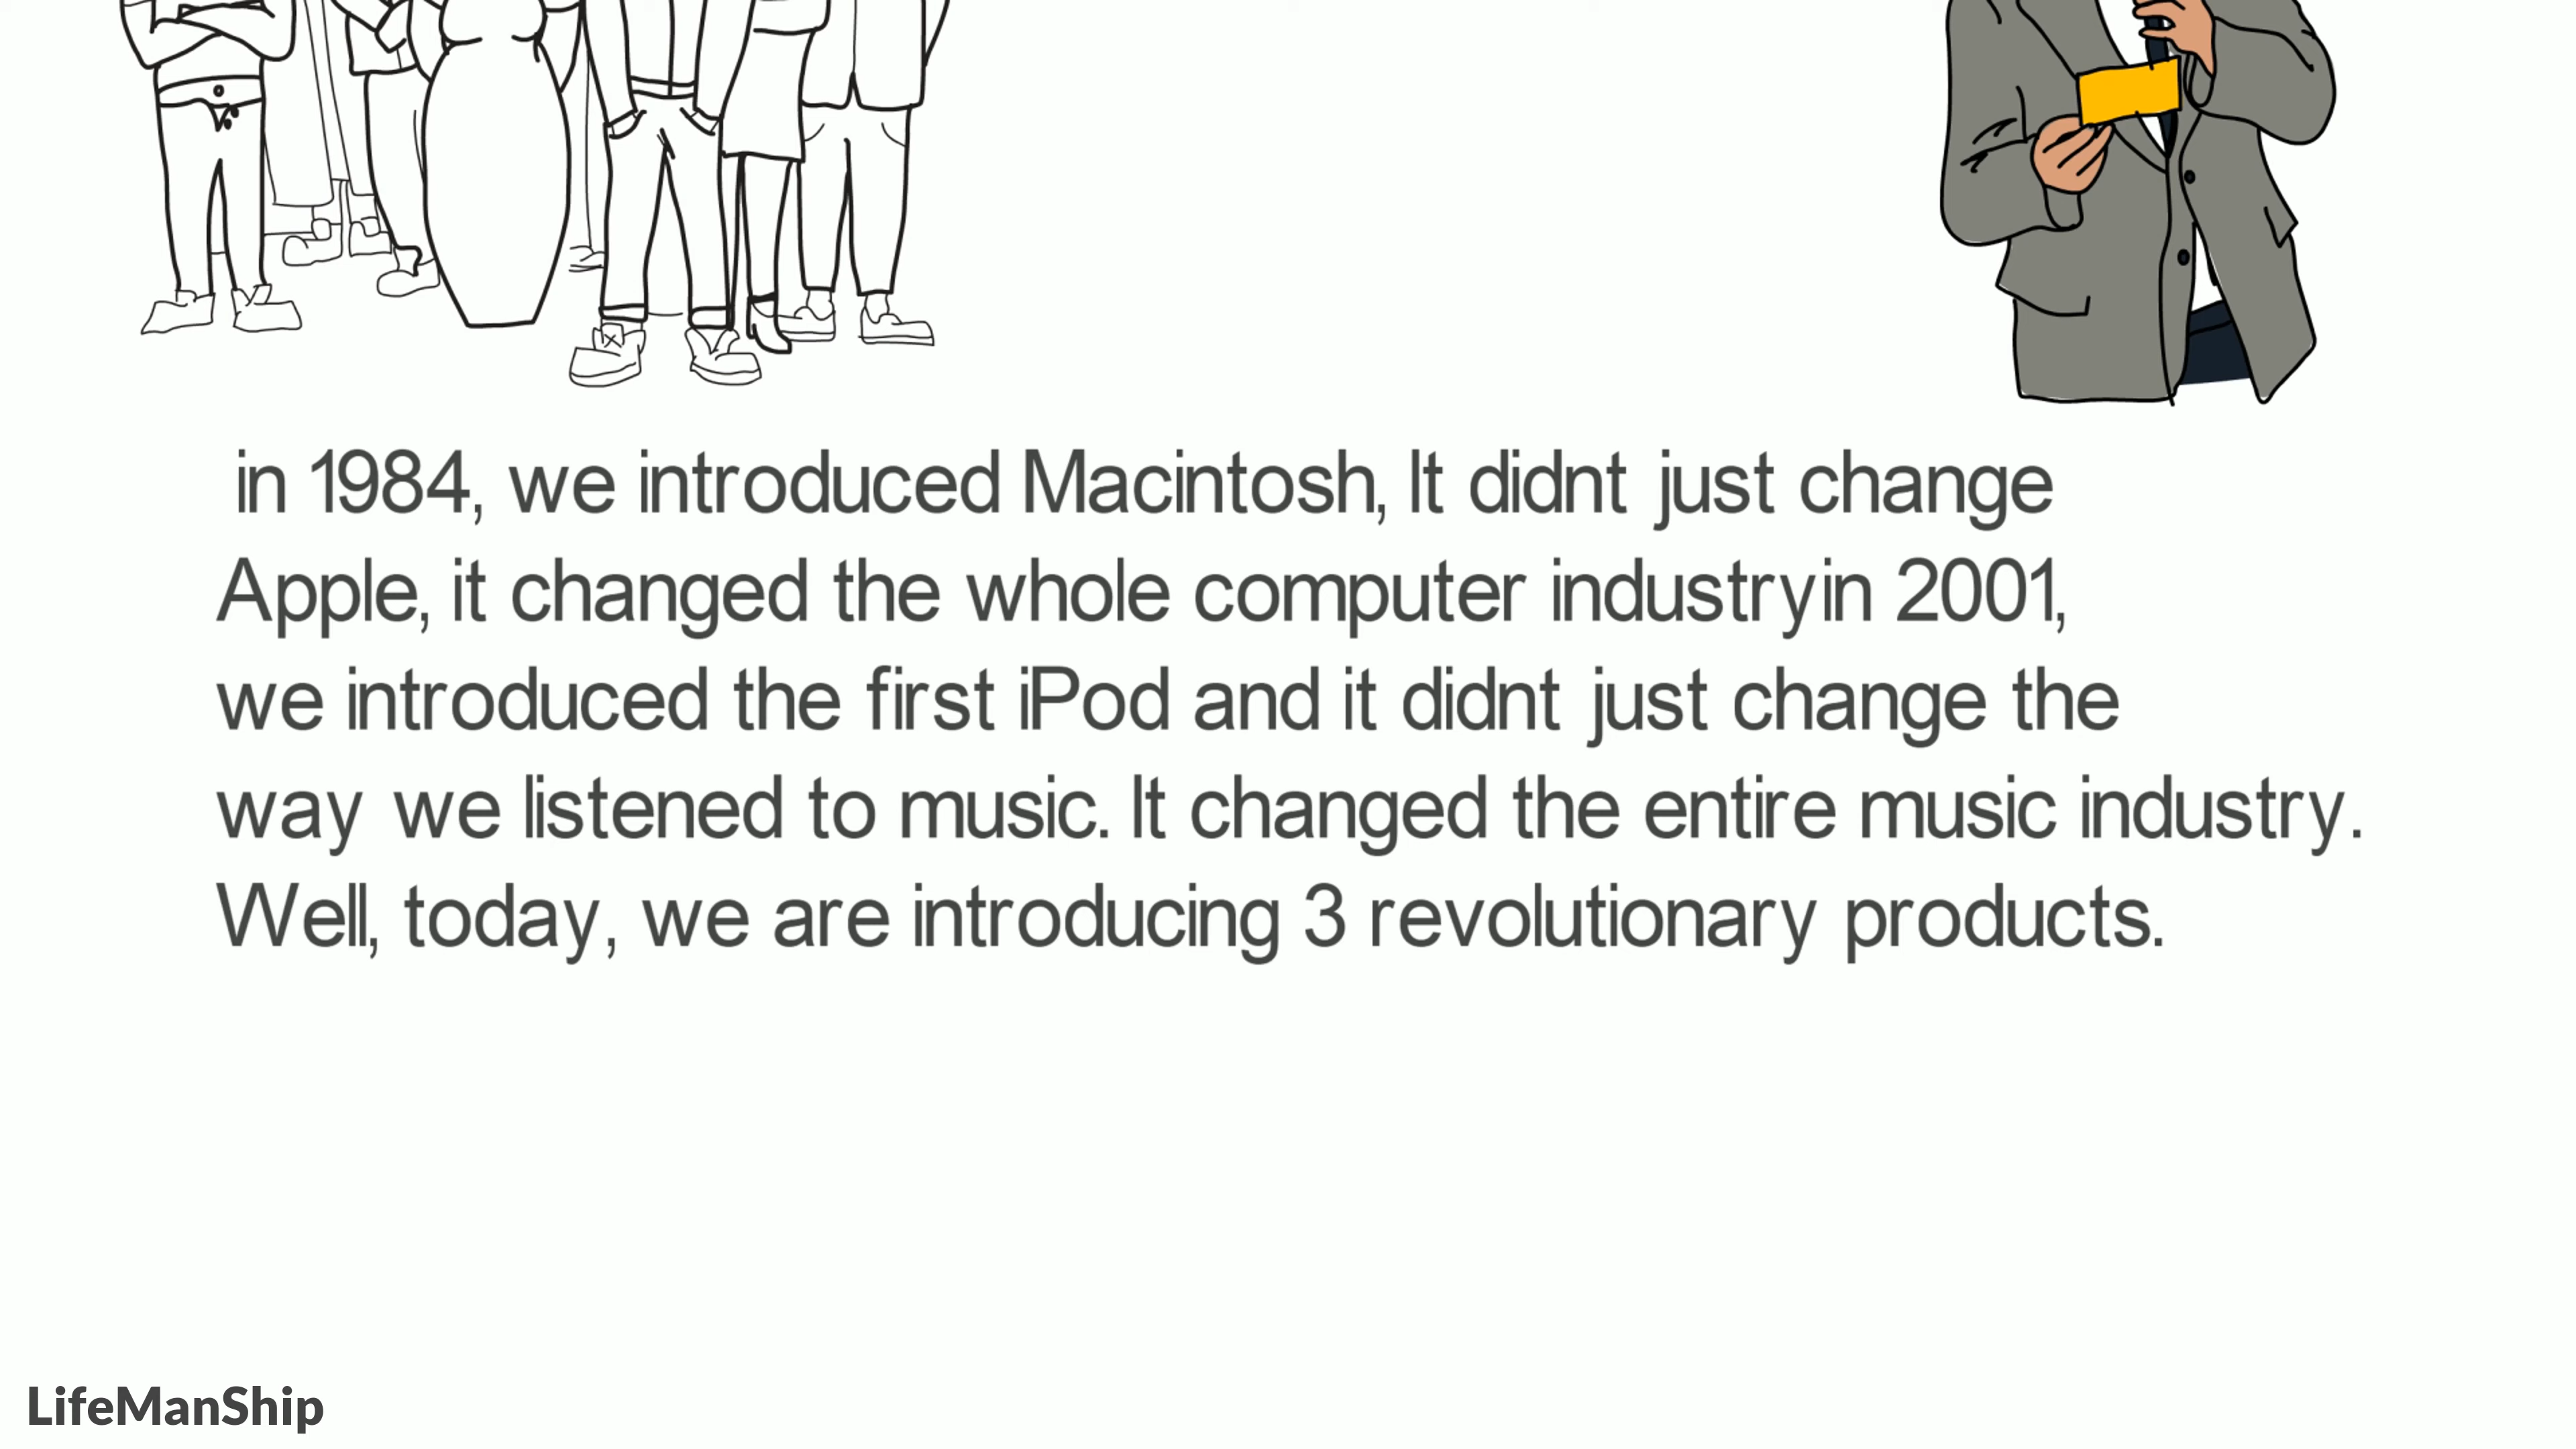 in 1984, we introduced Macintosh, It didnt just change
Apple, it changed the whole computer industryin 2001,
we introduced the first iPod and it didnt just change the
way we listened to music. It changed the entire music industry.
Well, today, we are introducing 3 revolutionary products.
LifeManShip